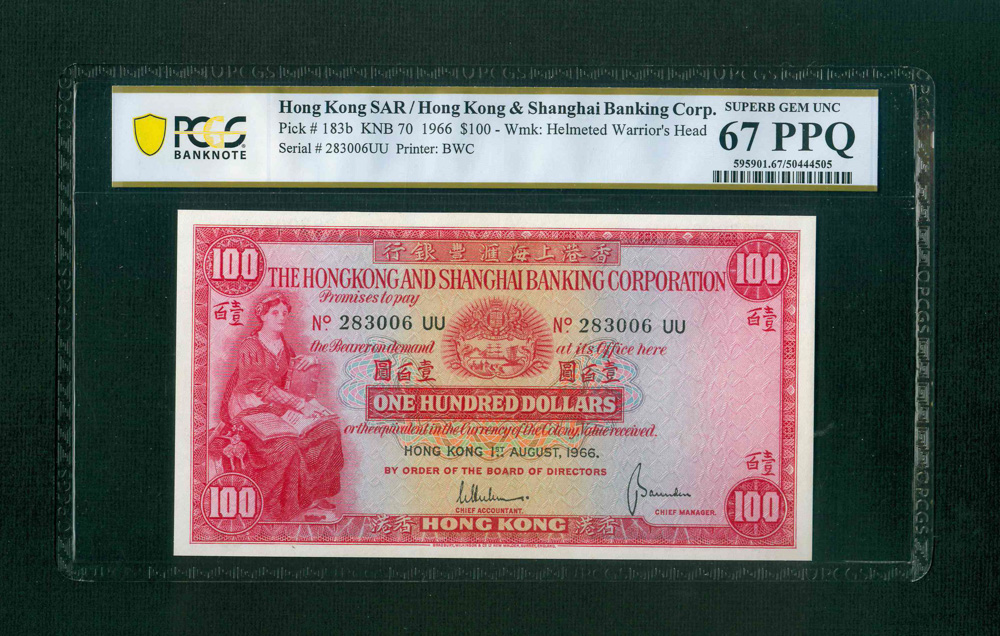 PCGS
BANKNOTE
Hong Kong SAR / Hong Kong & Shanghai Banking Corp.
Pick # 183b KNB 70 1966 $100 - Wmk: Helmeted Warrior's Head
Serial # 283006UU Printer: BWC
SUPERB GEM UNC
67 PPQ
595901.67/50444505
行銀豐滙海上港香
100
100
THE HONGKONG AND SHANGHAI BANKING CORPORATION
Promises to pay
百壹
百壹
Nº 283006 UU
Nº 283006 UU
the Bearer on demand
at its Office here
圓百壹
圓百壹
ONE HUNDRED DOLLARS
or the equivalent in the Currency of the Colony, Value received.
HONG KONG 1ST AUGUST, 1966.
BY ORDER OF THE BOARD OF DIRECTORS
百壹
100
100
CHIEF ACCOUNTANT.
CHIEF MANAGER.
港香 HONG KONG 港香